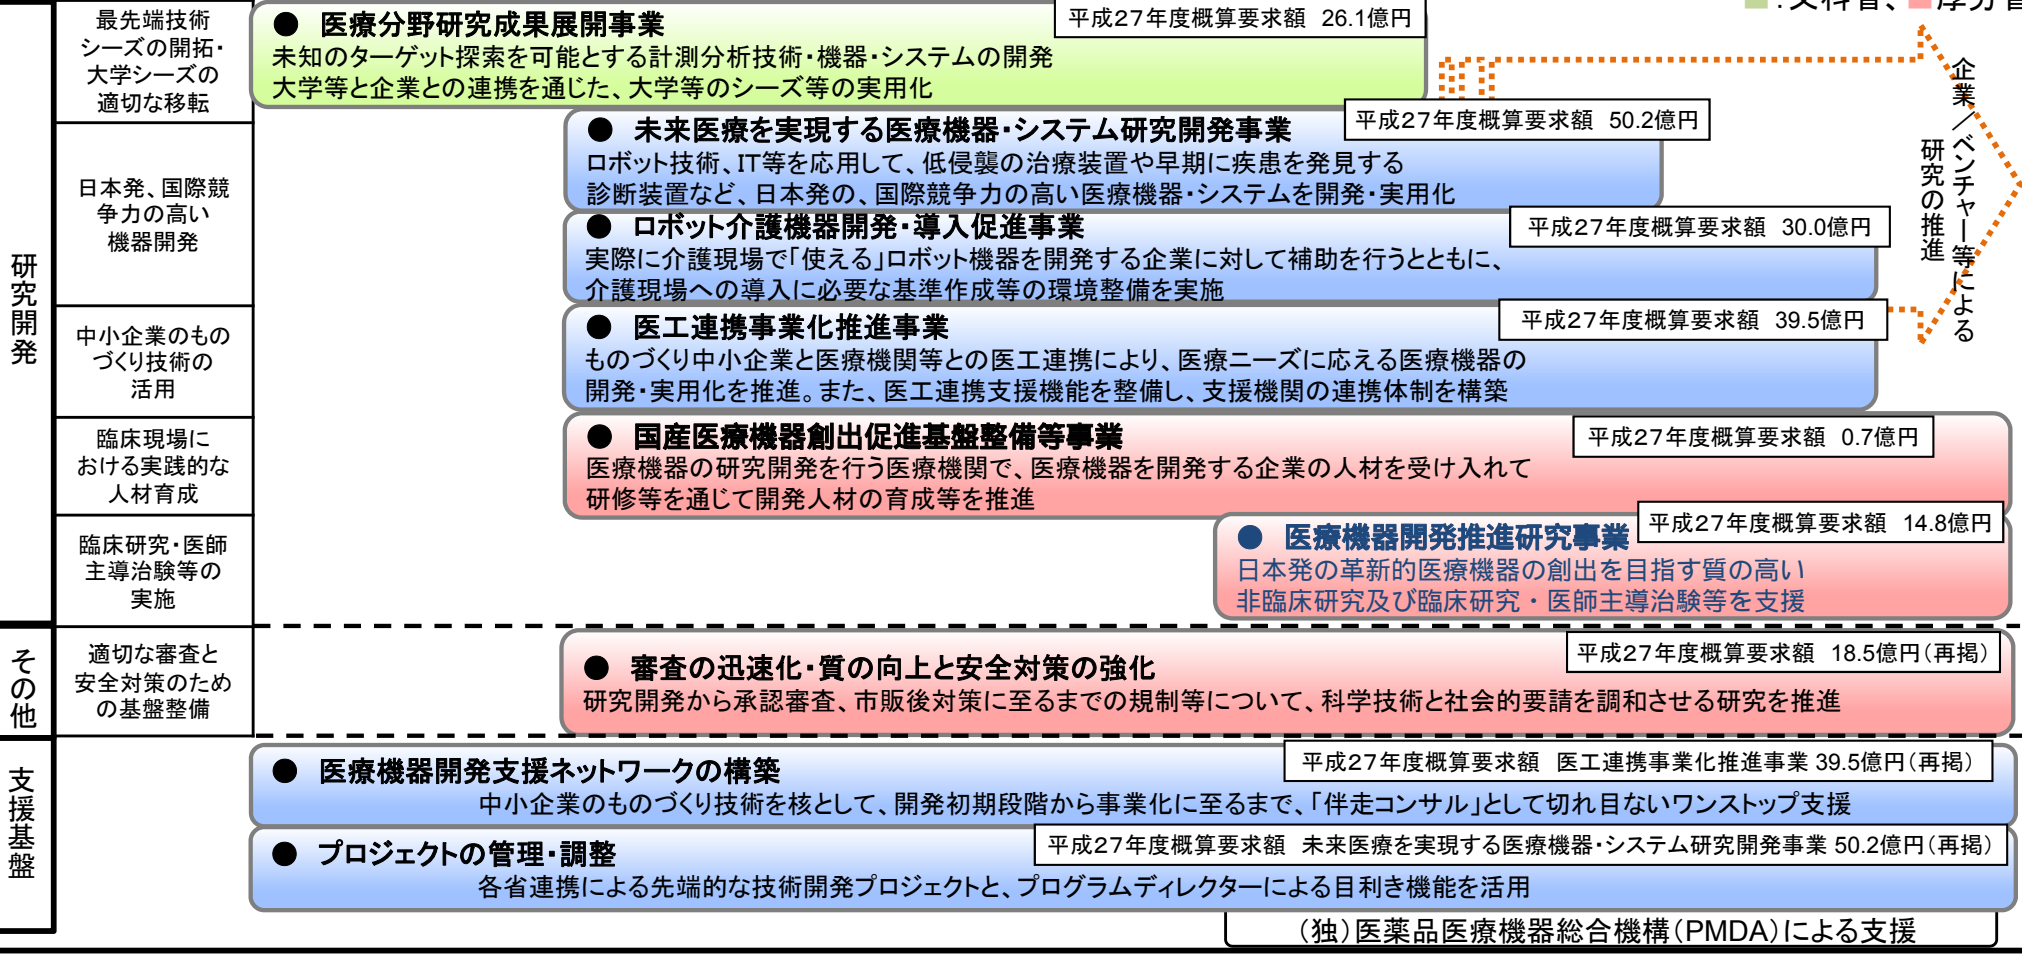 :文科省、
最先端技術
シーズの開拓・
大学シーズの
適切な移転
● 医療分野研究成果展開事業
平成27年度概算要求額 26.1億円
未知のターゲット探索を可能とする計測分析技術・機器・システムの開発
大学等と企業との連携を通じた、大学等のシーズ等の実用化
企業／ベンチャー等による
研究の推進
研究開発
日本発、国際競
争力の高い
機器開発
● 未来医療を実現する医療機器・システム研究開発事業
平成27年度概算要求額 50.2億円
ロボット技術、IT等を応用して、低侵襲の治療装置や早期に疾患を発見する
診断装置など、日本発の、国際競争力の高い医療機器・システムを開発・実用化
● ロボット介護機器開発・導入促進事業
平成27年度概算要求額 30.0億円
実際に介護現場で「使える」ロボット機器を開発する企業に対して補助を行うとともに、
介護現場への導入に必要な基準作成等の環境整備を実施
中小企業のもの
づくり技術の
活用
● 医工連携事業化推進事業
平成27年度概算要求額 39.5億円
ものづくり中小企業と医療機関等との医工連携により、医療ニーズに応える医療機器の
開発・実用化を推進。また、医工連携支援機能を整備し、支援機関の連携体制を構築
臨床現場に
おける実践的な
人材育成
● 国産医療機器創出促進基盤整備等事業
平成27年度概算要求額 0.7億円
医療機器の研究開発を行う医療機関で、医療機器を開発する企業の人材を受け入れて
研修等を通じて開発人材の育成等を推進
臨床研究・医師
主導治験等の
実施
● 医療機器開発推進研究事業
平成27年度概算要求額 14.8億円
日本発の革新的医療機器の創出を目指す質の高い
非臨床研究及び臨床研究・医師主導治験等を支援
その他
適切な審査と
安全対策のため
の基盤整備
● 審査の迅速化・質の向上と安全対策の強化
平成27年度概算要求額 18.5億円(再掲)
研究開発から承認審査、市販後対策に至るまでの規制等について、科学技術と社会的要請を調和させる研究を推進
支援基盤
● 医療機器開発支援ネットワークの構築
平成27年度概算要求額 医工連携事業化推進事業 39.5億円(再掲)
中小企業のものづくり技術を核として、開発初期段階から事業化に至るまで、「伴走コンサル」として切れ目ないワンストップ支援
● プロジェクトの管理・調整
平成27年度概算要求額 未来医療を実現する医療機器・システム研究開発事業 50.2億円(再掲)
各省連携による先端的な技術開発プロジェクトと、プログラムディレクターによる目利き機能を活用
(独)医薬品医療機器総合機構(PMDA)による支援